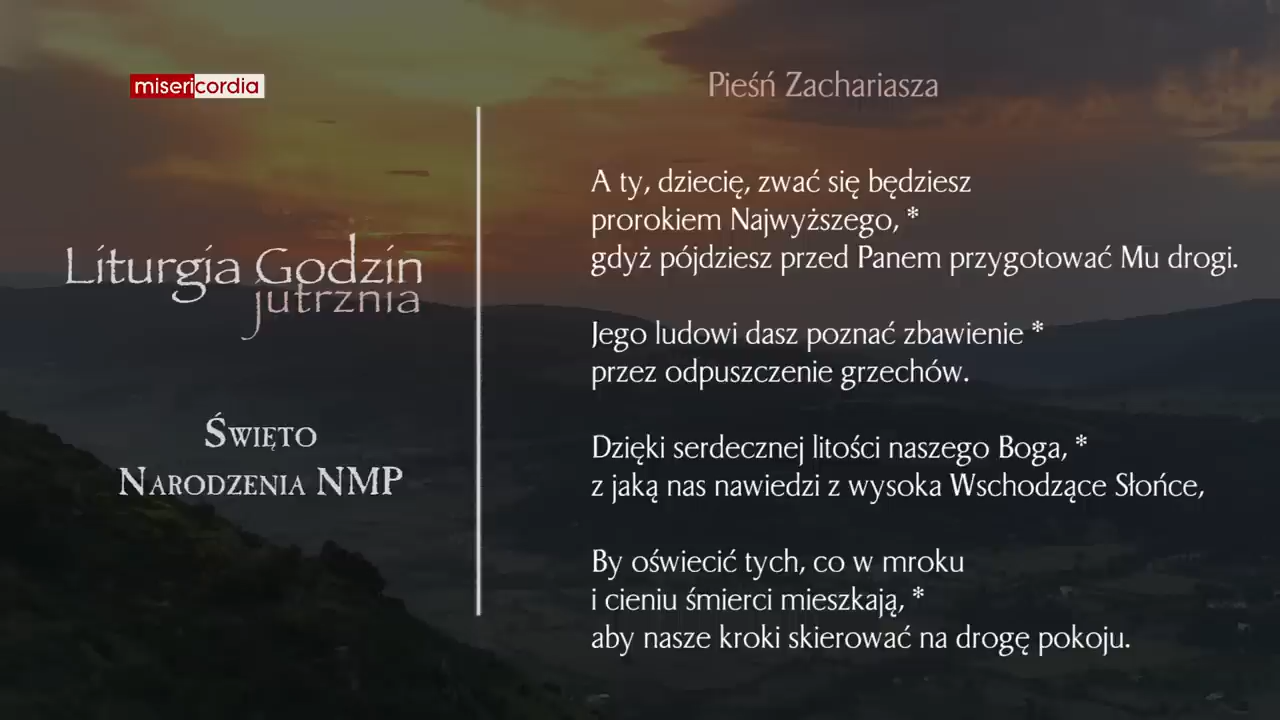 misericordia
Liturgia Godzin
jutrznia
Święto
Narodzenia NMP
Pieśń Zachariasza
A ty, dziecię, zwać się będziesz
prorokiem Najwyższego, *
gdyż pójdziesz przed Panem przygotować Mu drogi.
Jego ludowi dasz poznać zbawienie *
przez odpuszczenie grzechów.
Dzięki serdecznej litości naszego Boga, *
z jaką nas nawiedzi z wysoka Wschodzące Słońce,
By oświecić tych, co w mroku
i cieniu śmierci mieszkają, *
aby nasze kroki skierować na drogę pokoju.